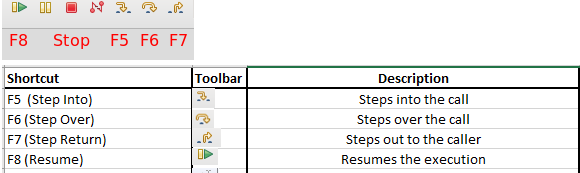 F8 Stop F5 F6 F7
Shortcut Toolbar Description
F5 (Step Into) Steps into the call
F6 (Step Over) Steps over the call
F7 (Step Return) Steps out to the caller
F8 (Resume) Resumes the execution